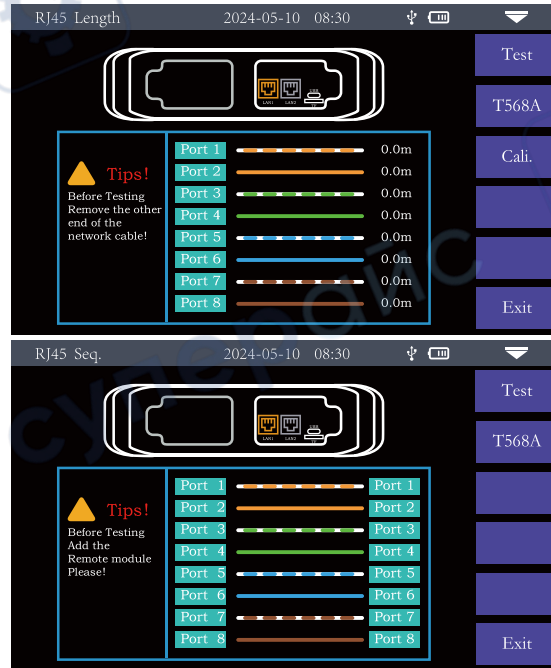 RJ45 Length 2024-05-10 08:30
Test
T568A
Cali.
Exit
LAN1 LAN2 USB
Port 1 0.0m
Port 2 0.0m
Port 3 0.0m
Port 4 0.0m
Port 5 0.0m
Port 6 0.0m
Port 7 0.0m
Port 8 0.0m
Tips!
Before Testing
Remove the other
end of the
network cable!
RJ45 Seq. 2024-05-10 08:30
Test
T568A
Exit
LAN1 LAN2 USB
Port 1 Port 1
Port 2 Port 2
Port 3 Port 3
Port 4 Port 4
Port 5 Port 5
Port 6 Port 6
Port 7 Port 7
Port 8 Port 8
Tips!
Before Testing
Add the
Remote module
Please!
суперайс